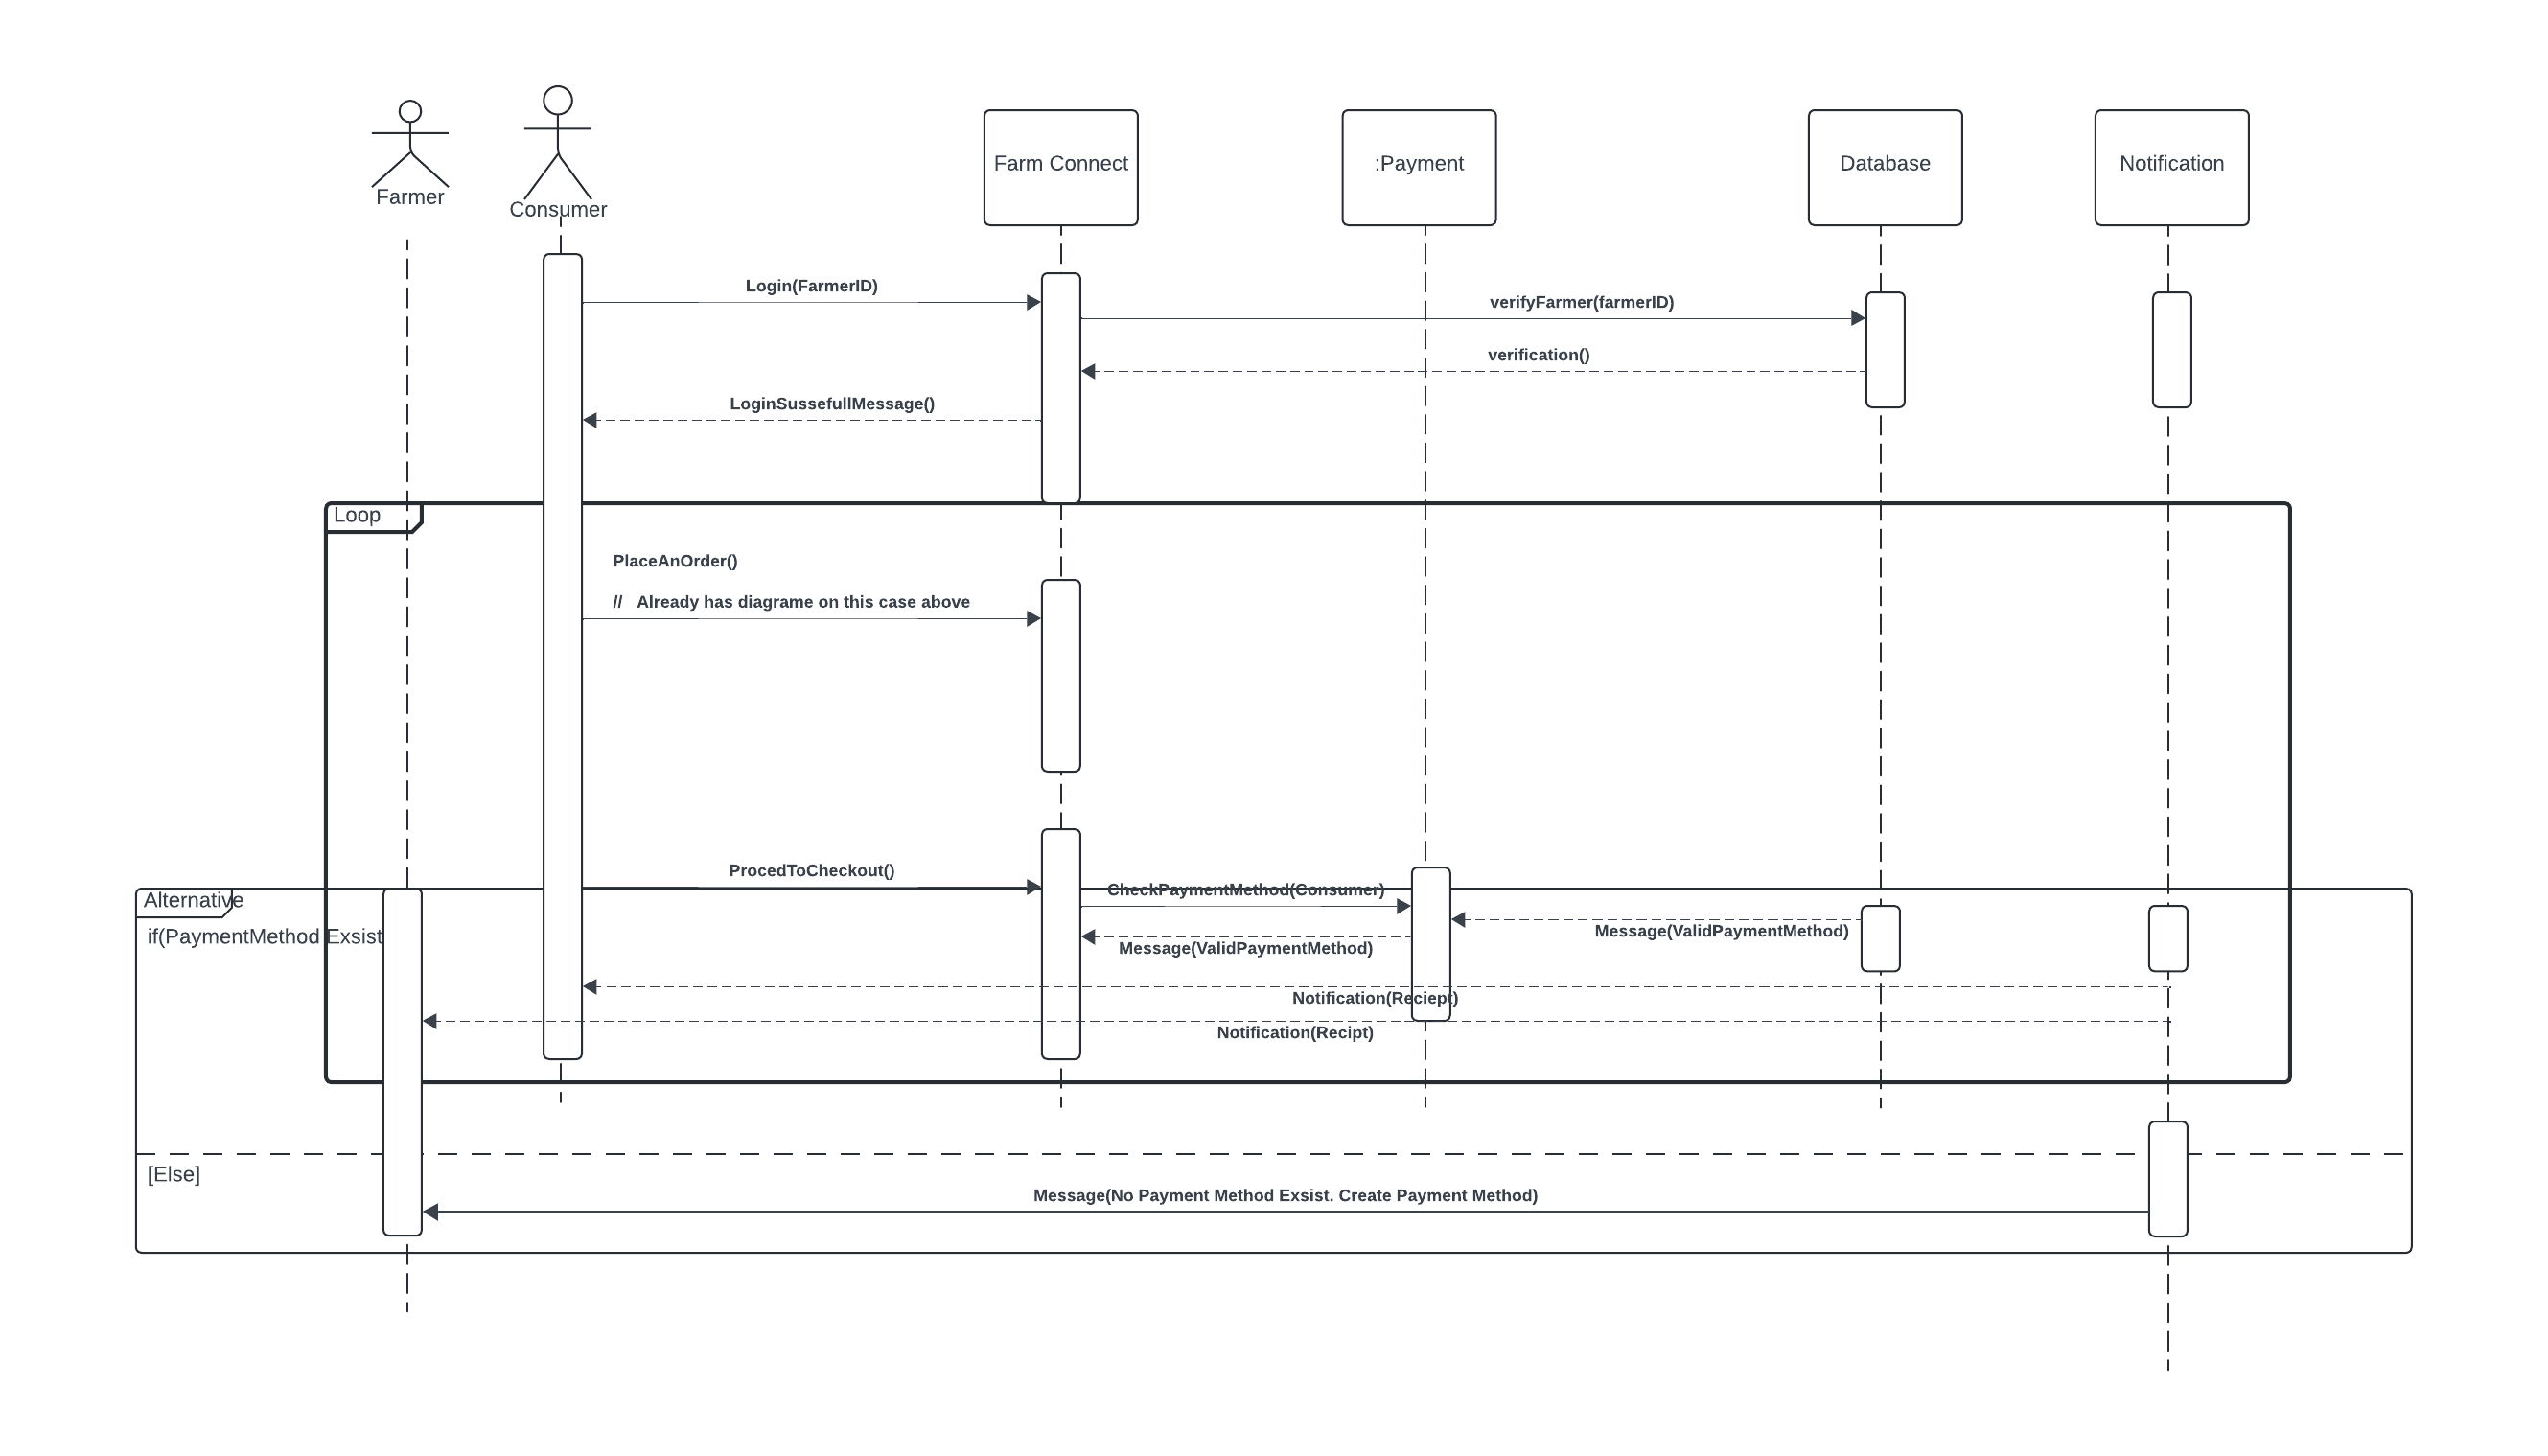 Farmer
Consumer
Farm Connect
:Payment
Database
Notification
Login(FarmerID)
verifyFarmer(farmerID)
verification()
LoginSussefullMessage()
Loop
PlaceAnOrder()
// Already has diagrame on this case above
ProcedToCheckout()
CheckPaymentMethod(Consumer)
Alternative
if(PaymentMethod Exsist
Message(ValidPaymentMethod)
Message(ValidPaymentMethod)
Notification(Reciept)
Notification(Recipt)
[Else]
Message(No Payment Method Exsist. Create Payment Method)